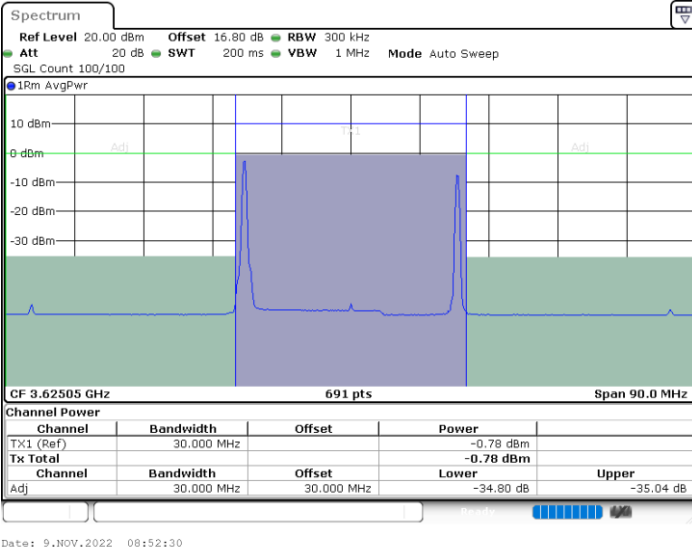 Spectrum
Ref Level 20.00 dBm Offset 16.80 dB RBW 300 kHz
Att 20 dB SWT 200 ms VBW 1 MHz Mode Auto Sweep
SGL Count 100/100
1Rm AvgPwr
10 dBm
TX1
Adj
Adj
0 dBm
-10 dBm
-20 dBm
-30 dBm
CF 3.62505 GHz 691 pts Span 90.0 MHz
Channel Power
Channel Bandwidth Offset Power
TX1 (Ref) 30.000 MHz -0.78 dBm
Tx Total -0.78 dBm
Channel Bandwidth Offset Lower Upper
Adj 30.000 MHz 30.000 MHz -34.80 dB -35.04 dB
Ready
Date: 9.NOV.2022 08:52:30